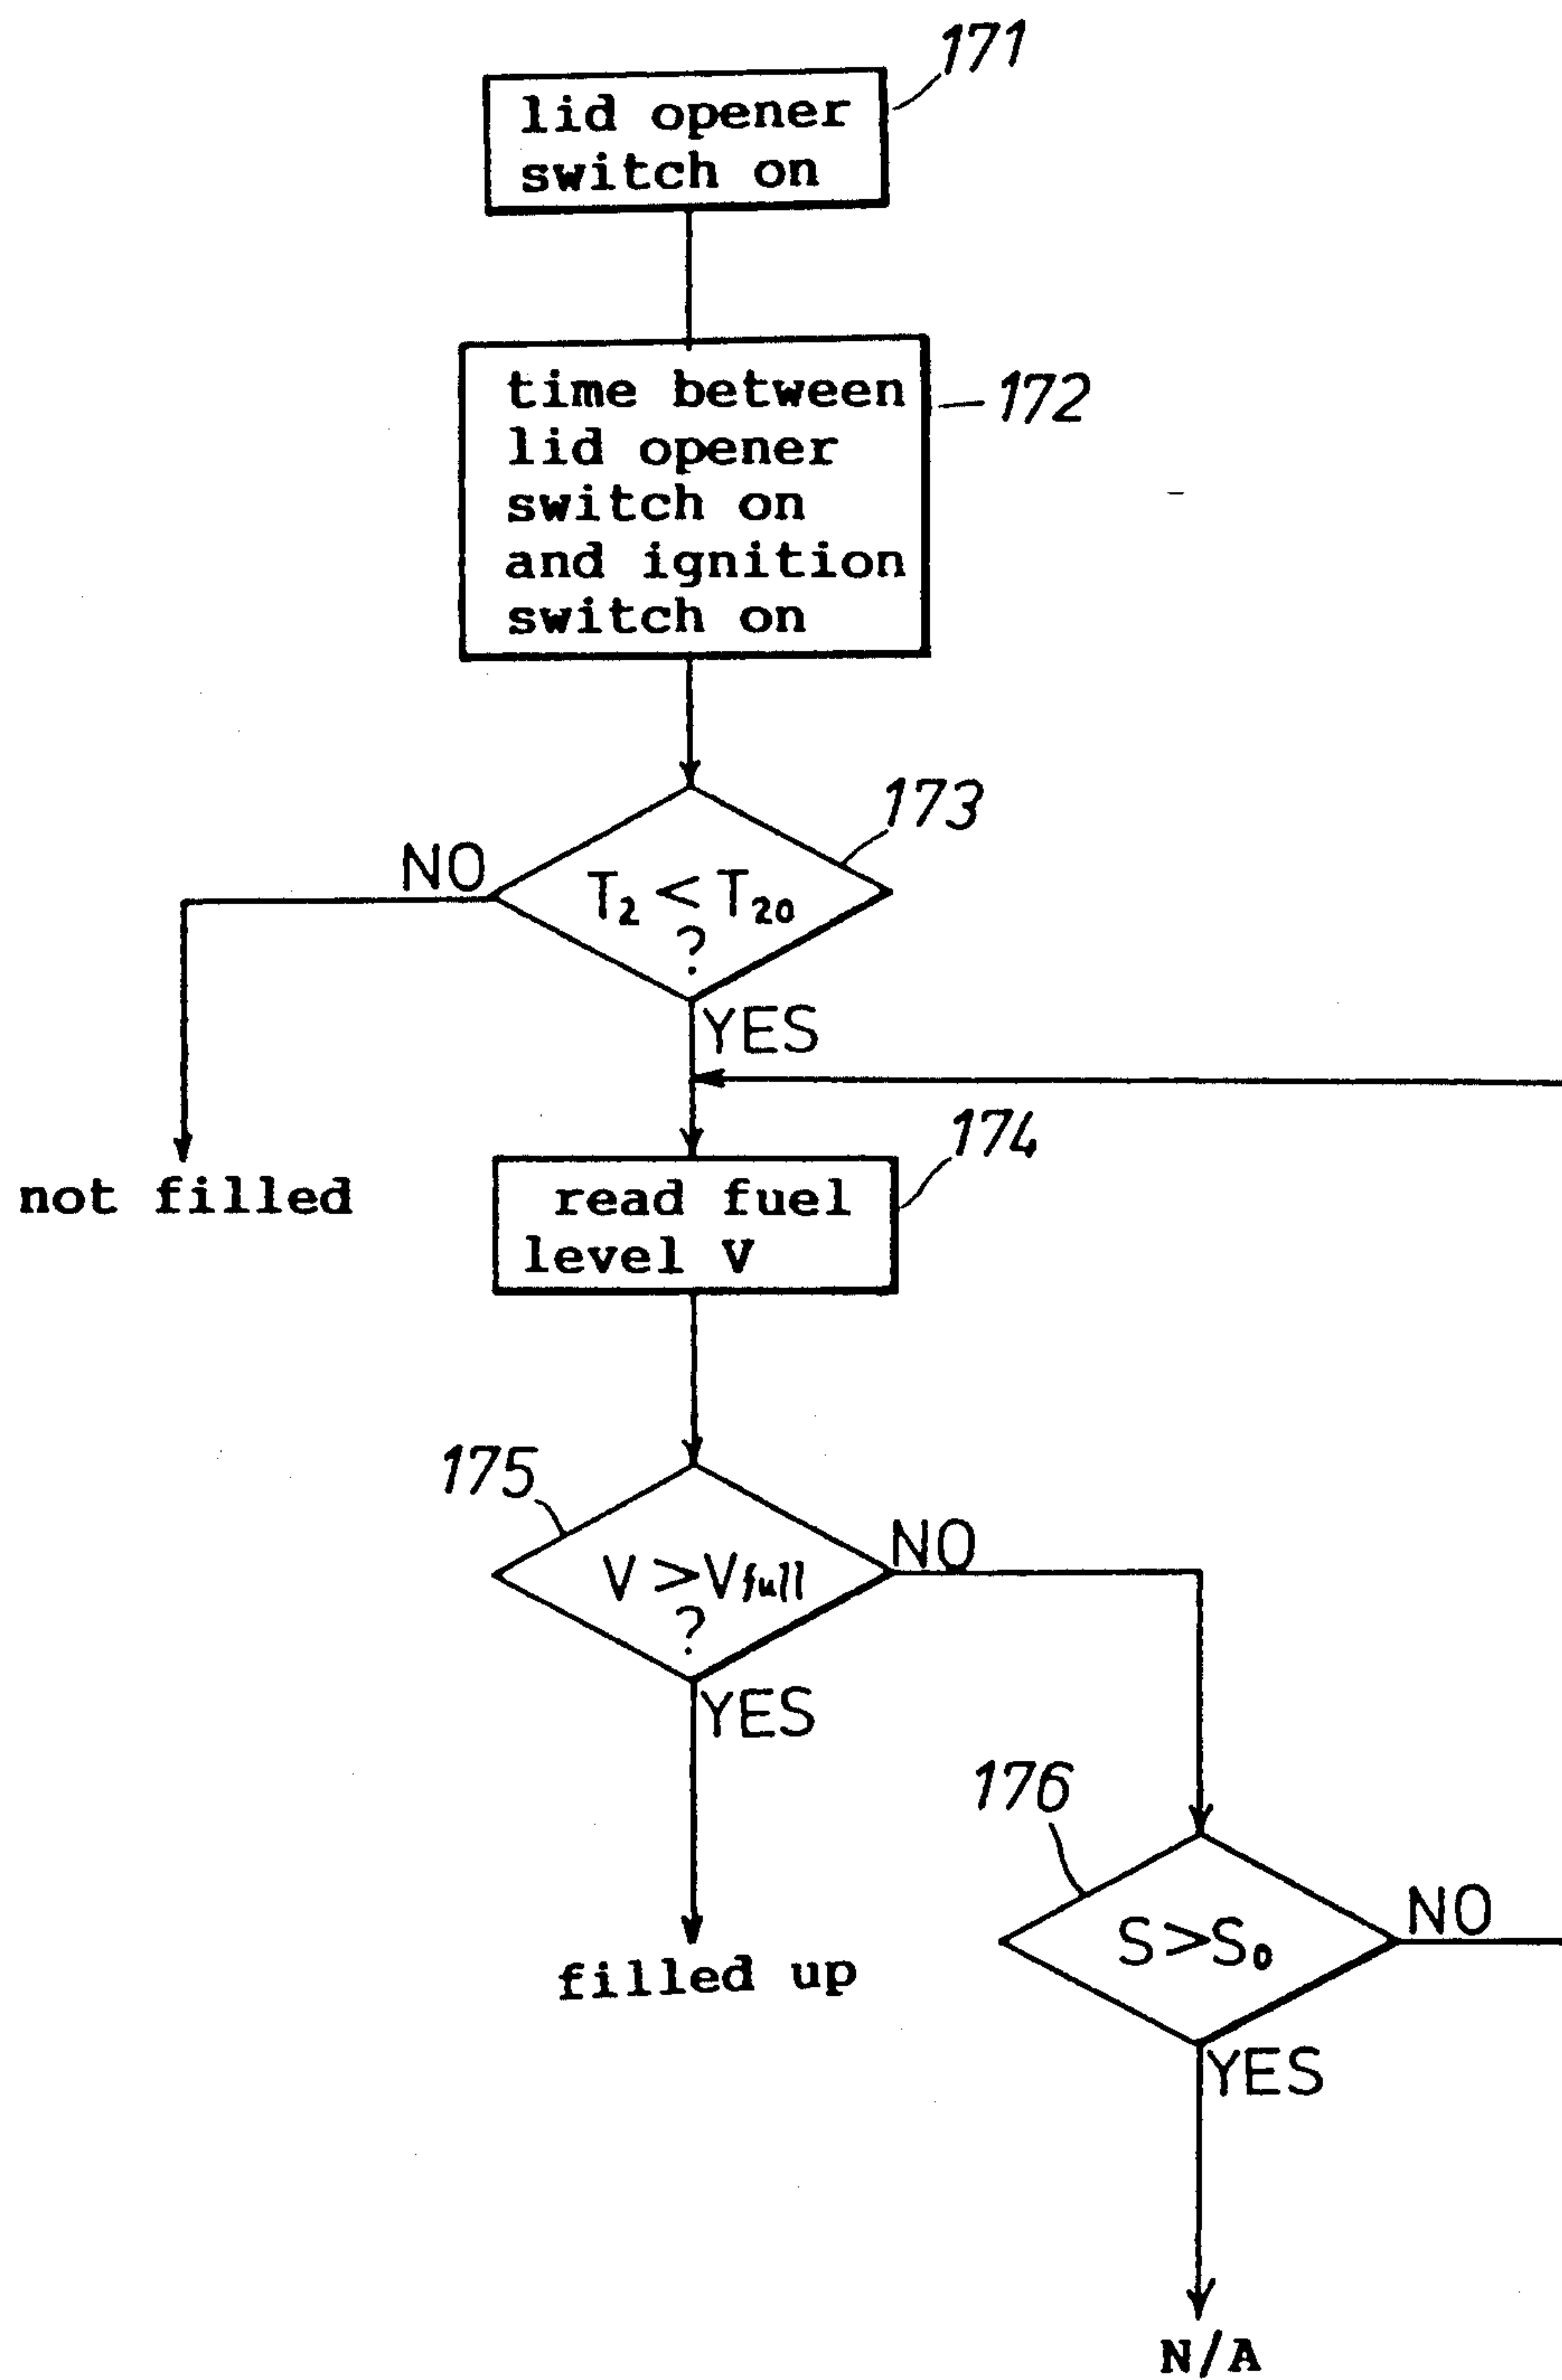 171
lid opener
switch on
172
time between
lid opener
switch on
and ignition
switch on
173
NO
T₂ < T₂₀
?
YES
174
not filled
read fuel
level V
175
NO
V > Vfull
?
YES
176
filled up
NO
S>S₀
YES
N/A